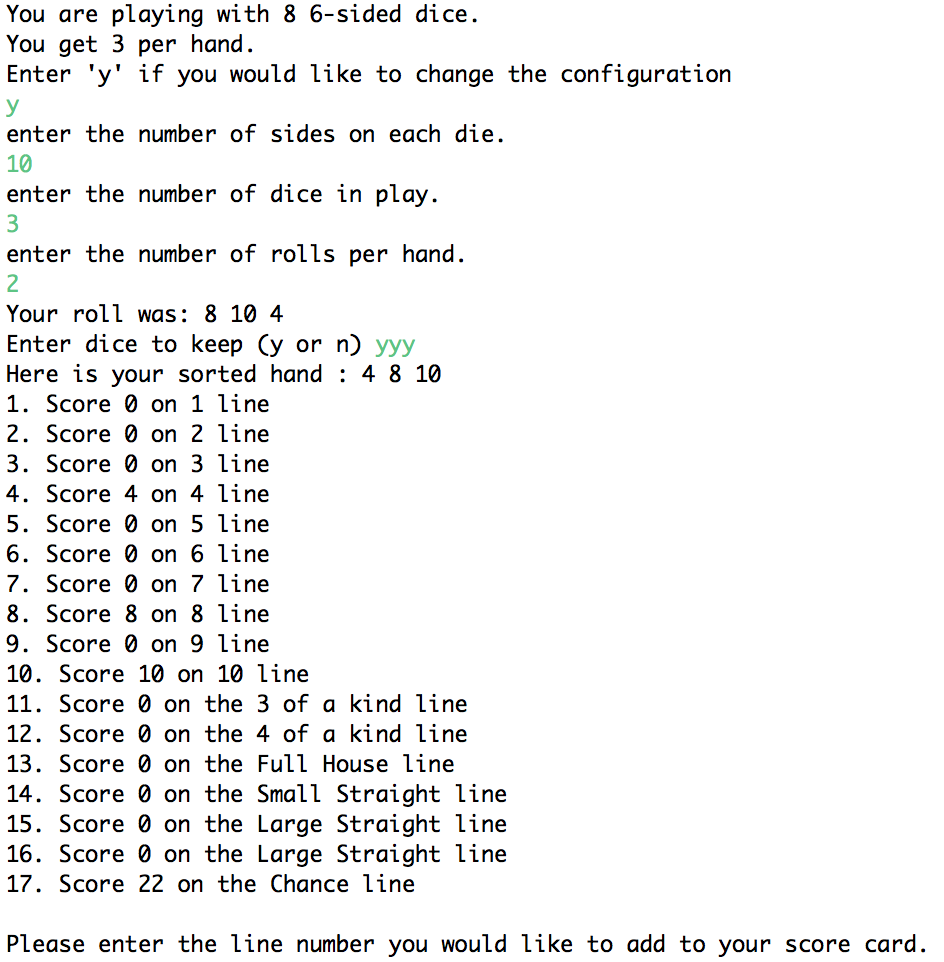 You are playing with 8 6-sided dice.
You get 3 per hand.
Enter 'y' if you would like to change the configuration
y
enter the number of sides on each die.
10
enter the number of dice in play.
3
enter the number of rolls per hand.
2
Your roll was: 8 10 4
Enter dice to keep (y or n) yyy
Here is your sorted hand : 4 8 10
1. Score 0 on 1 line
2. Score 0 on 2 line
3. Score 0 on 3 line
4. Score 4 on 4 line
5. Score 0 on 5 line
6. Score 0 on 6 line
7. Score 0 on 7 line
8. Score 8 on 8 line
9. Score 0 on 9 line
10. Score 10 on 10 line
11. Score 0 on the 3 of a kind line
12. Score 0 on the 4 of a kind line
13. Score 0 on the Full House line
14. Score 0 on the Small Straight line
15. Score 0 on the Large Straight line
16. Score 0 on the Large Straight line
17. Score 22 on the Chance line

Please enter the line number you would like to add to your score card.